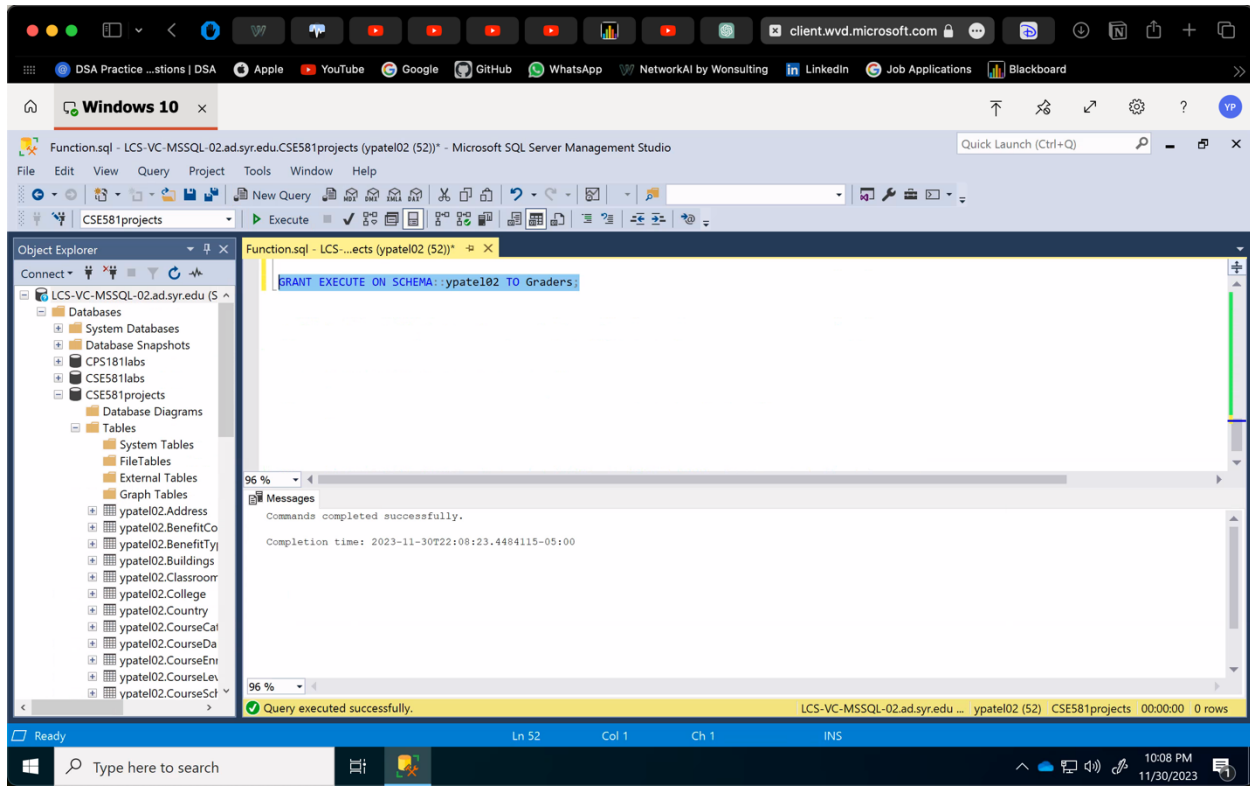 client.wvd.microsoft.com
DSA Practice ...stions | DSA
Apple
YouTube
Google
GitHub
WhatsApp
NetworkAI by Wonsulting
LinkedIn
Job Applications
Blackboard
Windows 10
?
YP
Function.sql - LCS-VC-MSSQL-02.ad.syr.edu.CSE581projects (ypatel02 (52))* - Microsoft SQL Server Management Studio
Quick Launch (Ctrl+Q)
File Edit View Query Project Tools Window Help
New Query
CSE581projects
Execute
Object Explorer
Connect
LCS-VC-MSSQL-02.ad.syr.edu (S
Databases
System Databases
Database Snapshots
CPS181labs
CSE581labs
CSE581projects
Database Diagrams
Tables
System Tables
FileTables
External Tables
Graph Tables
ypatel02.Address
ypatel02.BenefitCo
ypatel02.BenefitTy
ypatel02.Buildings
ypatel02.Classroom
ypatel02.College
ypatel02.Country
ypatel02.CourseCat
ypatel02.CourseDa
ypatel02.CourseEnr
ypatel02.CourseLev
ypatel02.CourseSch
Function.sql - LCS-...ects (ypatel02 (52))*
GRANT EXECUTE ON SCHEMA::ypatel02 TO Graders;
96 %
Messages
Commands completed successfully.
Completion time: 2023-11-30T22:08:23.4484115-05:00
96 %
Query executed successfully.
LCS-VC-MSSQL-02.ad.syr.edu ... ypatel02 (52) CSE581projects 00:00:00 0 rows
Ready
Ln 52 Col 1 Ch 1 INS
Type here to search
10:08 PM
11/30/2023